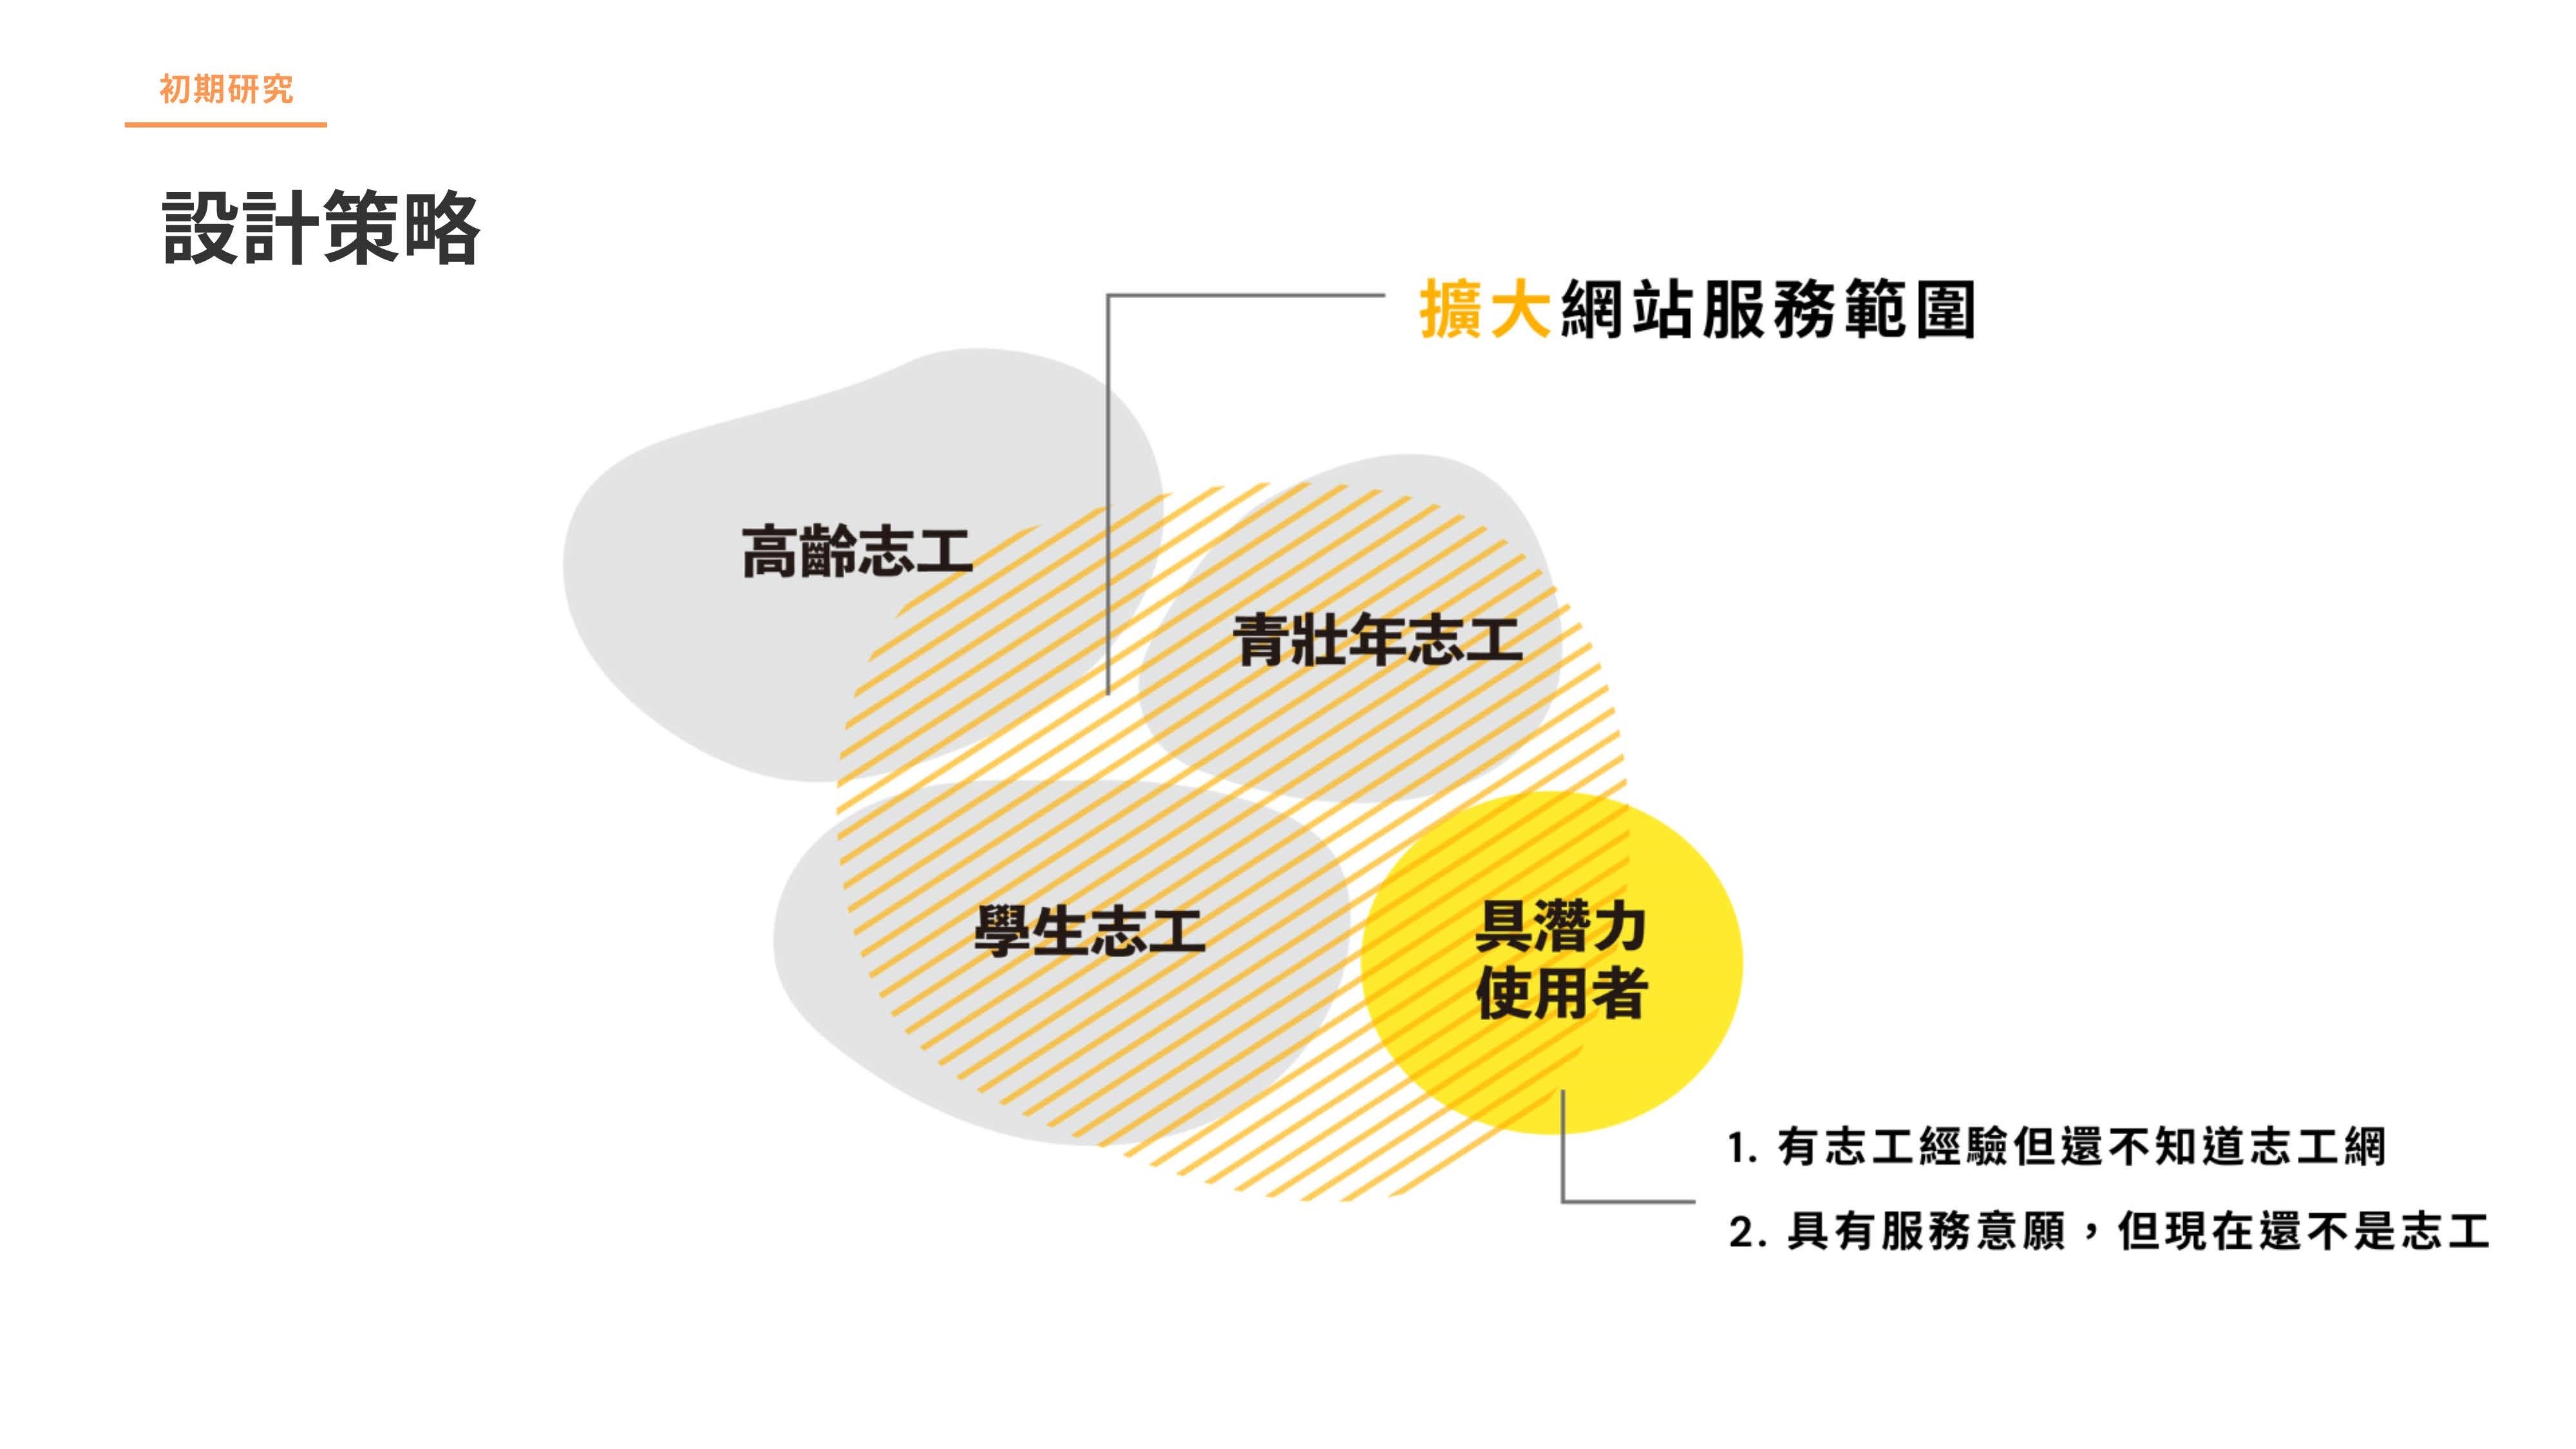 初期研究
設計策略
擴大網站服務範圍
高齡志工
青壯年志工
學生志工
具潛力
使用者
1. 有志工經驗但還不知道志工網
2. 具有服務意願，但現在還不是志工